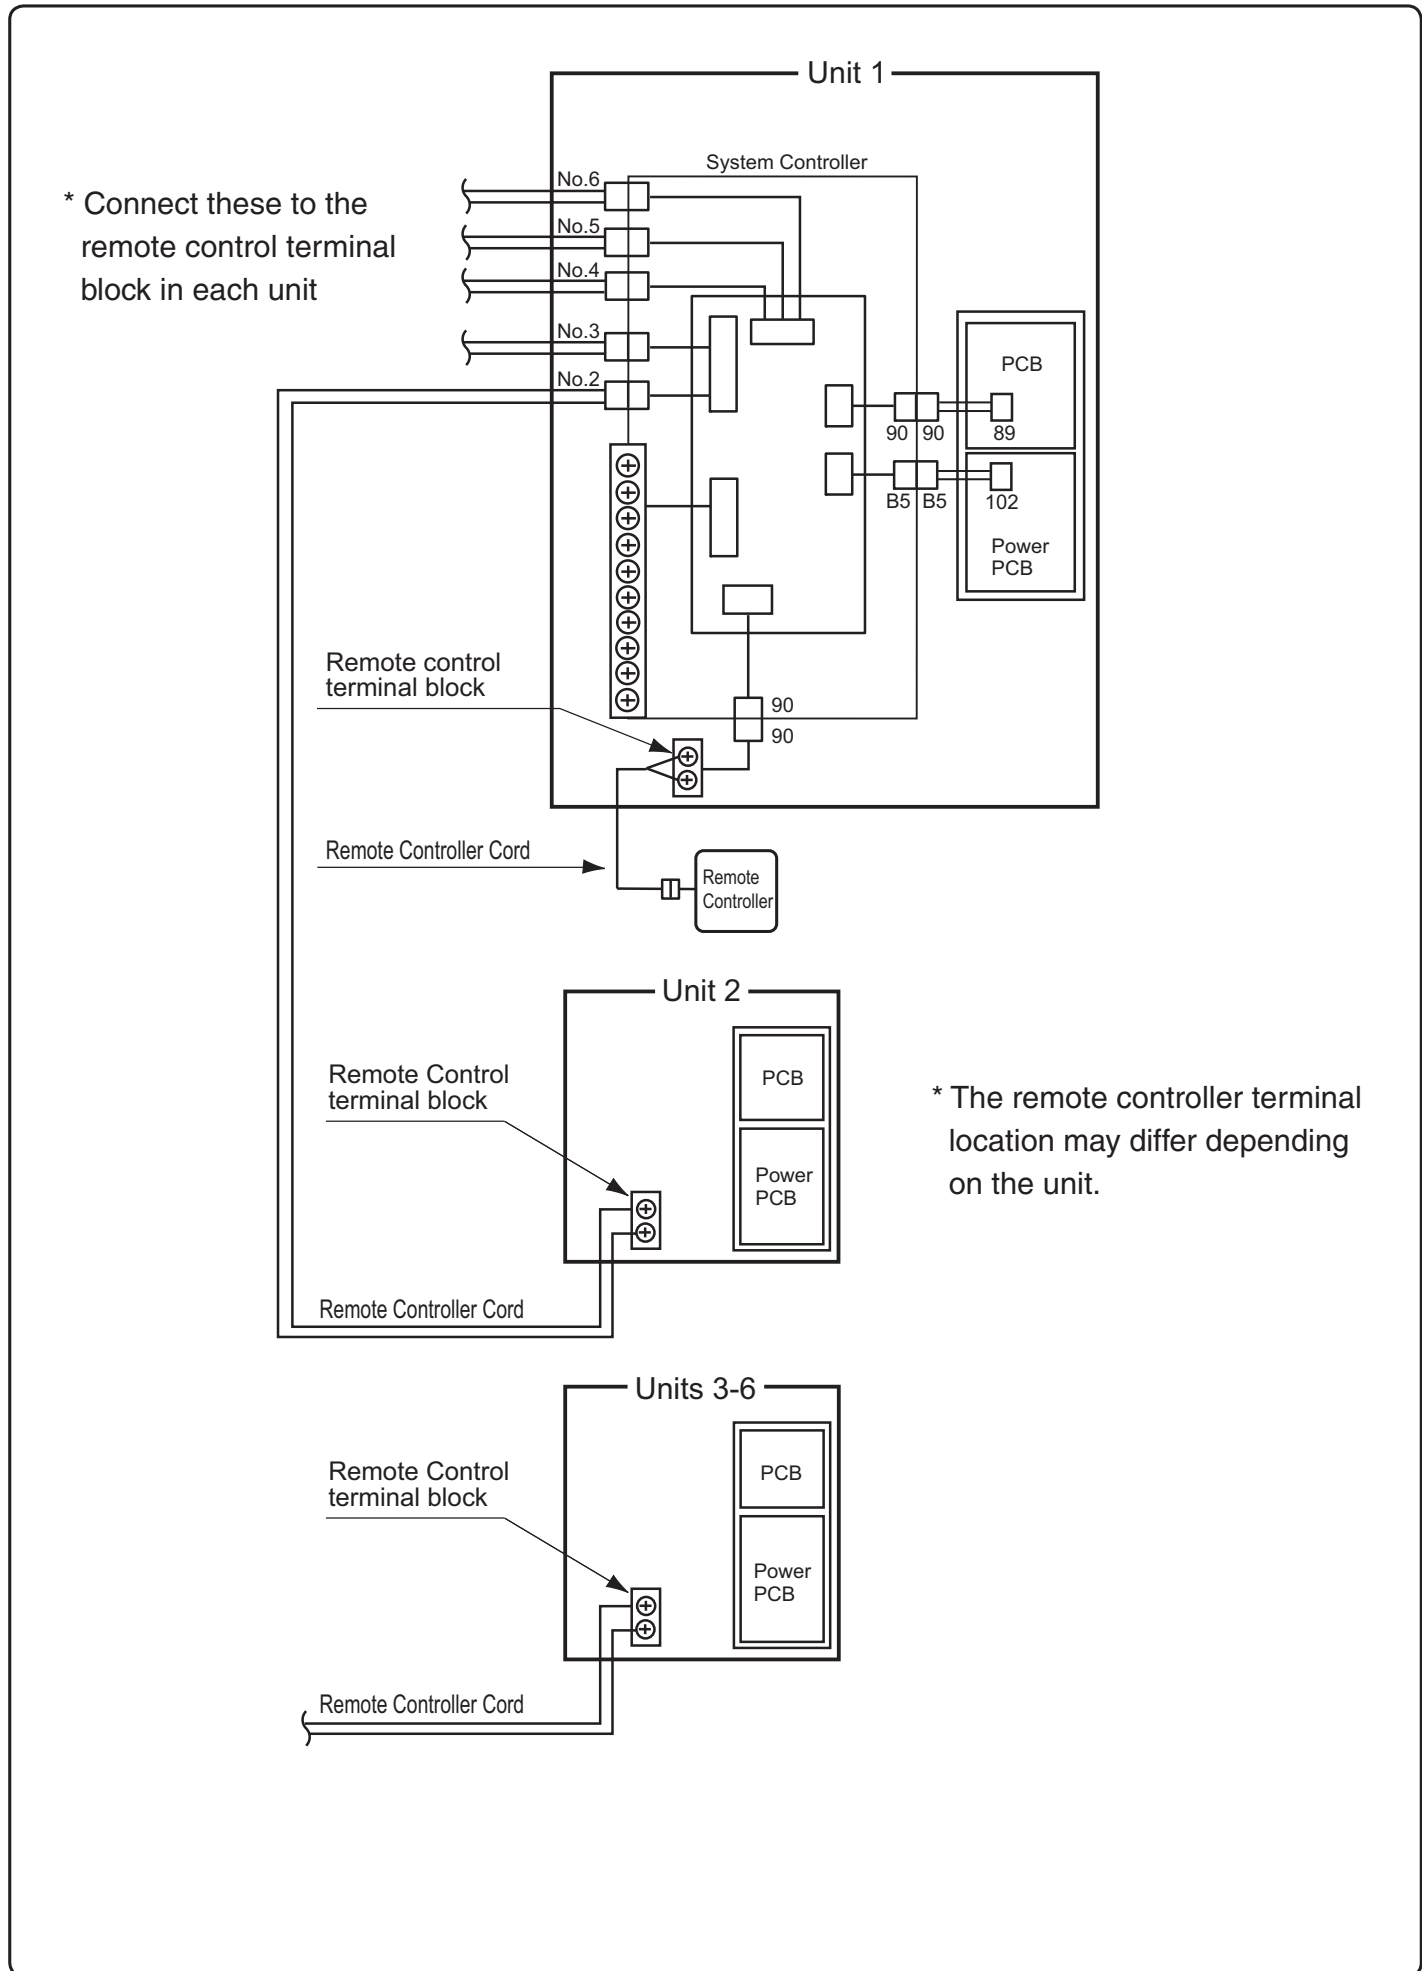 Unit 1
System Controller
* Connect these to the
remote control terminal
block in each unit
No.6
No.5
No.4
No.3
No.2
PCB
90 90 89
B5 B5 102
Power
PCB
Remote control
terminal block
90
90
Remote Controller Cord
Remote
Controller
Unit 2
Remote Control
terminal block
PCB
Power
PCB
* The remote controller terminal
location may differ depending
on the unit.
Remote Controller Cord
Units 3-6
Remote Control
terminal block
PCB
Power
PCB
Remote Controller Cord